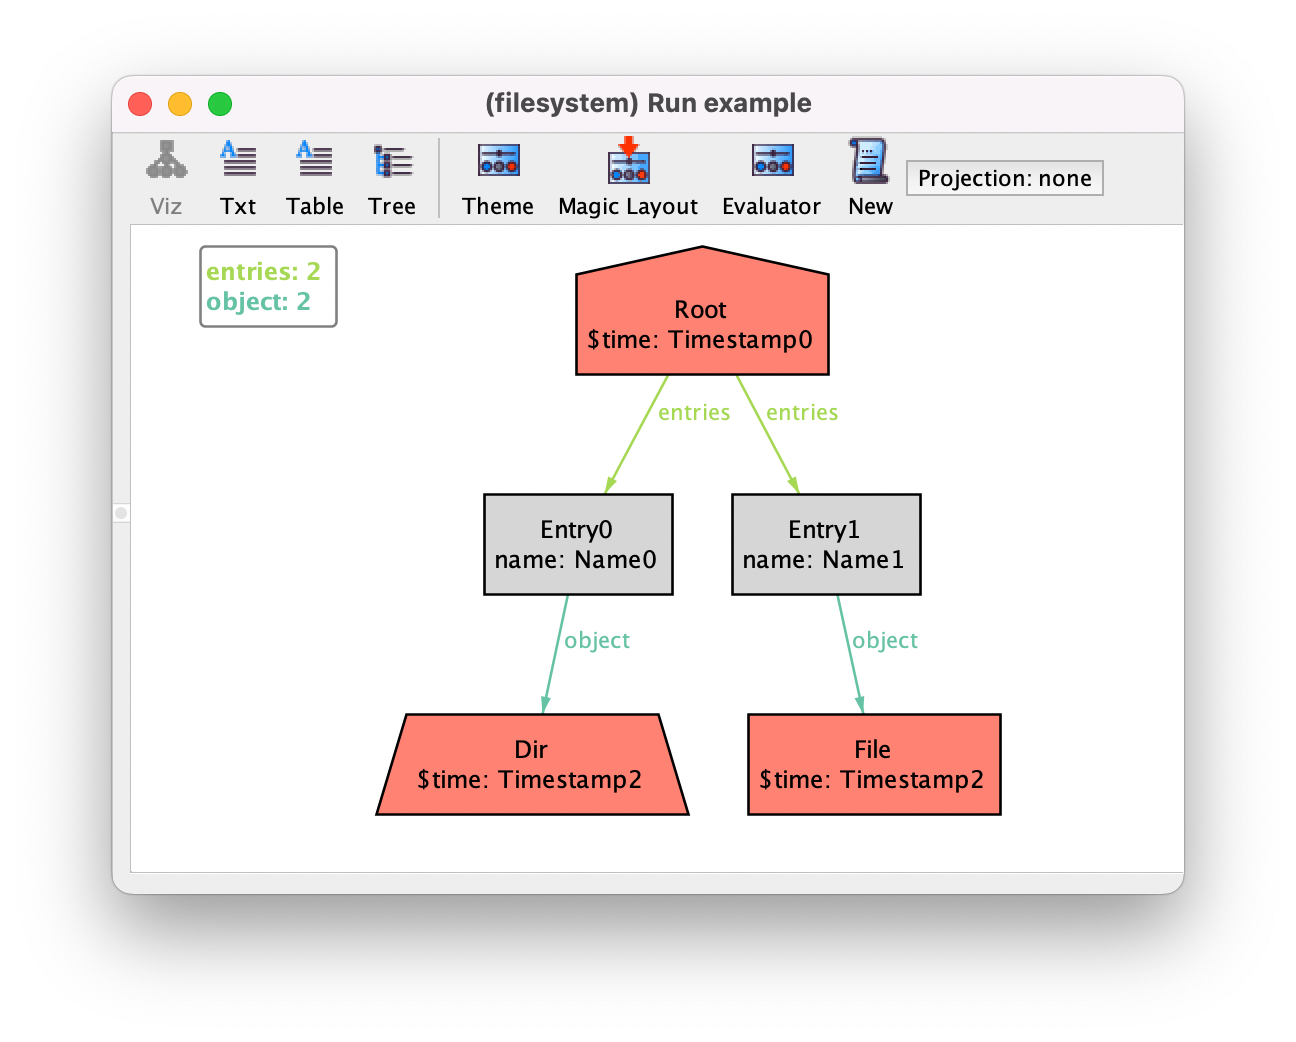 (filesystem) Run example
Viz Txt Table Tree Theme Magic Layout Evaluator New Projection: none
entries: 2
object: 2
Root
$time: Timestamp0
entries entries
Entry0
name: Name0
Entry1
name: Name1
object object
Dir
$time: Timestamp2
File
$time: Timestamp2